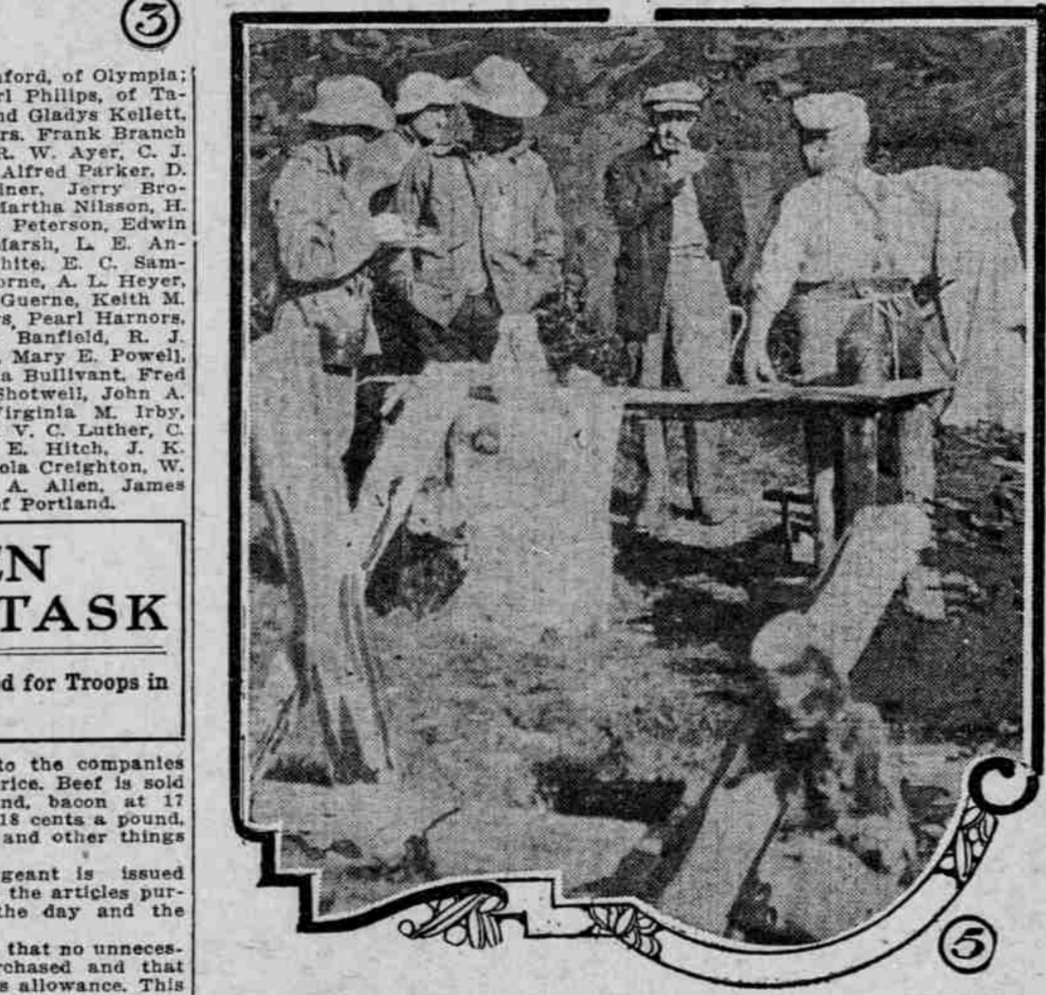 3
nford, of Olympia;
rl Philips, of Ta-
nd Gladys Kellett,
rs. Frank Branch
R. W. Ayer, C. J.
Alfred Parker, D.
iner, Jerry Bro-
Martha Nilsson, H.
Peterson, Edwin
Marsh, L. E. An-
hite, E. C. Sam-
orne, A. L. Heyer,
Guerne, Keith M.
s, Pearl Harnors,
Banfield, R. J.
, Mary E. Powell,
a Bullivant, Fred
Shotwell, John A.
Virginia M. Irby,
V. C. Luther, C.
E. Hitch, J. K.
ola Creighton, W.
A. Allen, James
f Portland.
EN
TASK
d for Troops in
to the companies
rice. Beef is sold
nd, bacon at 17
18 cents a pound,
and other things
geant is issued
the articles pur-
the day and the
that no unneces-
rchased and that
s allowance. This
5